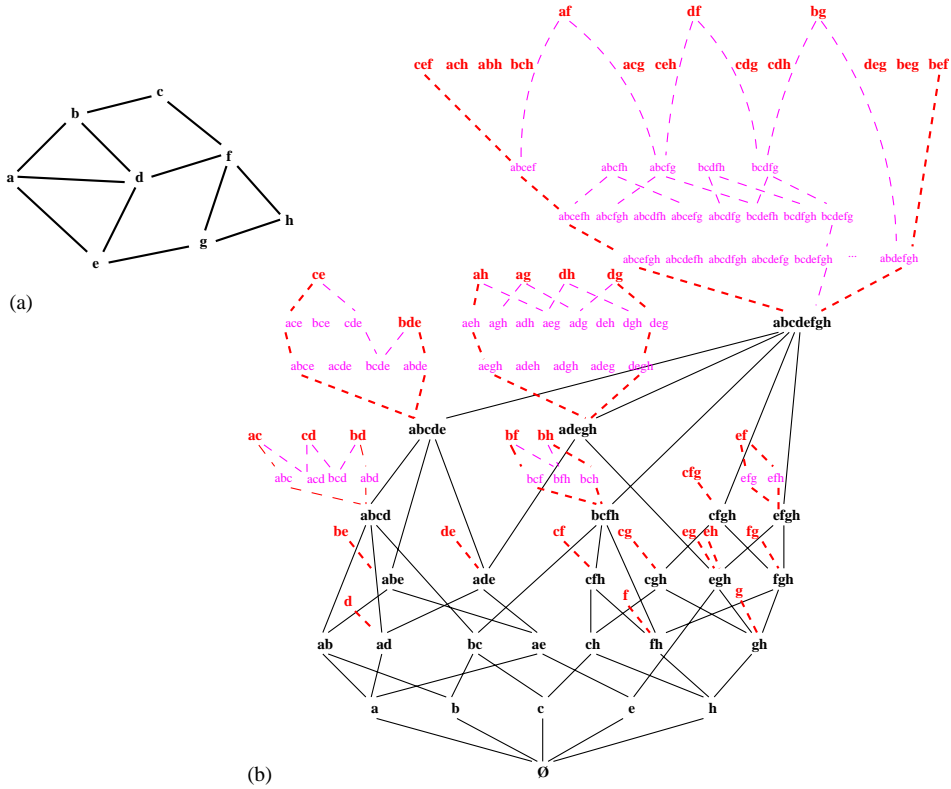 af df bg
cef ach abh bch acg ceh cdg cdh deg beg bef
c
b
f
a d
abcef abcfh abcfg bcdfh bcdfg
h
abcefh abcfgh abcdfh abcefg abcdfg bcdefh bcdfgh bcdefg
g
e
abcefgh abcdefh abcdfgh abcdefg bcdefgh ... abdefgh
(a)
ce ah ag dh dg
ace bce cde bde aeh agh adh aeg adg deh dgh deg abcdefgh
abce acde bcde abde aegh adeh adgh adeg degh
abcde adegh
ac cd bd bf bh ef
abc acd bcd abd bcf bfh bch cfg efg efh
abcd bcfh cfgh efgh
be de cf cg eg eh fg
abe ade cfh cgh egh fgh
d f g
ab ad bc ae ch fh gh
a b c e h
(b) Ø